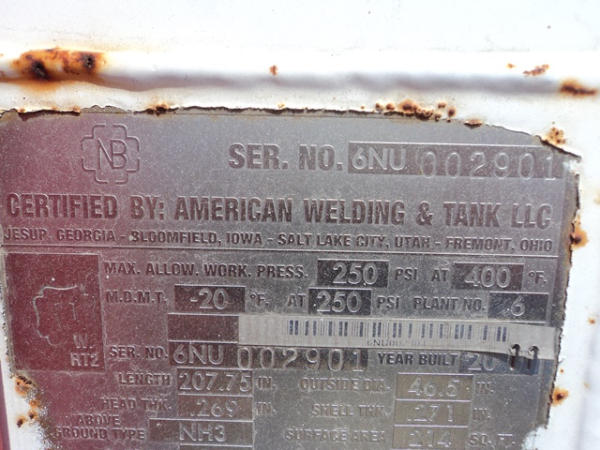 NB SER. NO. 6NU 002901
CERTIFIED BY: AMERICAN WELDING & TANK LLC
JESUP, GEORGIA - BLOOMFIELD, IOWA - SALT LAKE CITY, UTAH - FREMONT, OHIO
MAX. ALLOW. WORK. PRESS. 250 PSI AT 400 °F.
M.D.M.T. -20 °F. AT 250 PSI PLANT NO. 6
W.
RT2
SER. NO. 6NU 002901 YEAR BUILT 2011
LENGTH 207.75 IN. OUTSIDE DIA. 46.5 IN.
HEAD THK. .269 IN. SHELL THK. .271 IN.
ABOVE
GROUND TYPE NH3 SURFACE AREA 214 SQ. FT.